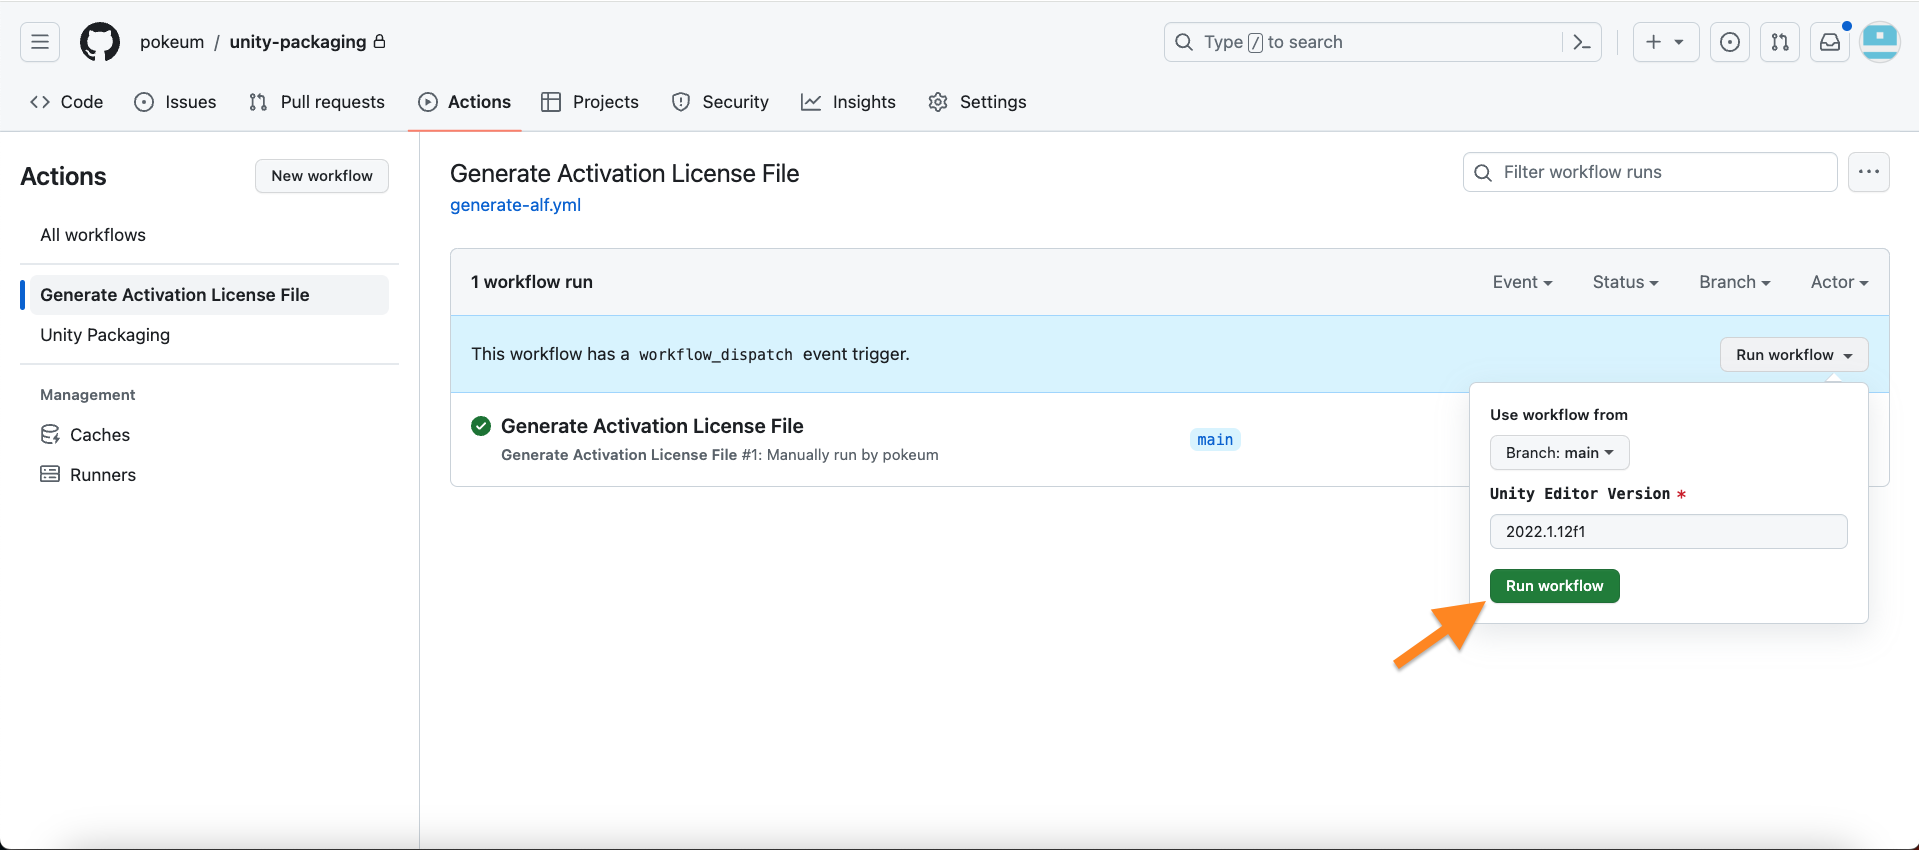 pokeum / unity-packaging
Type / to search
Code
Issues
Pull requests
Actions
Projects
Security
Insights
Settings
Actions
New workflow
All workflows
Generate Activation License File
Unity Packaging
Management
Caches
Runners
Generate Activation License File
generate-alf.yml
Filter workflow runs
1 workflow run
Event
Status
Branch
Actor
This workflow has a workflow_dispatch event trigger.
Run workflow
Generate Activation License File
Generate Activation License File #1: Manually run by pokeum
main
Use workflow from
Branch: main
Unity Editor Version *
2022.1.12f1
Run workflow